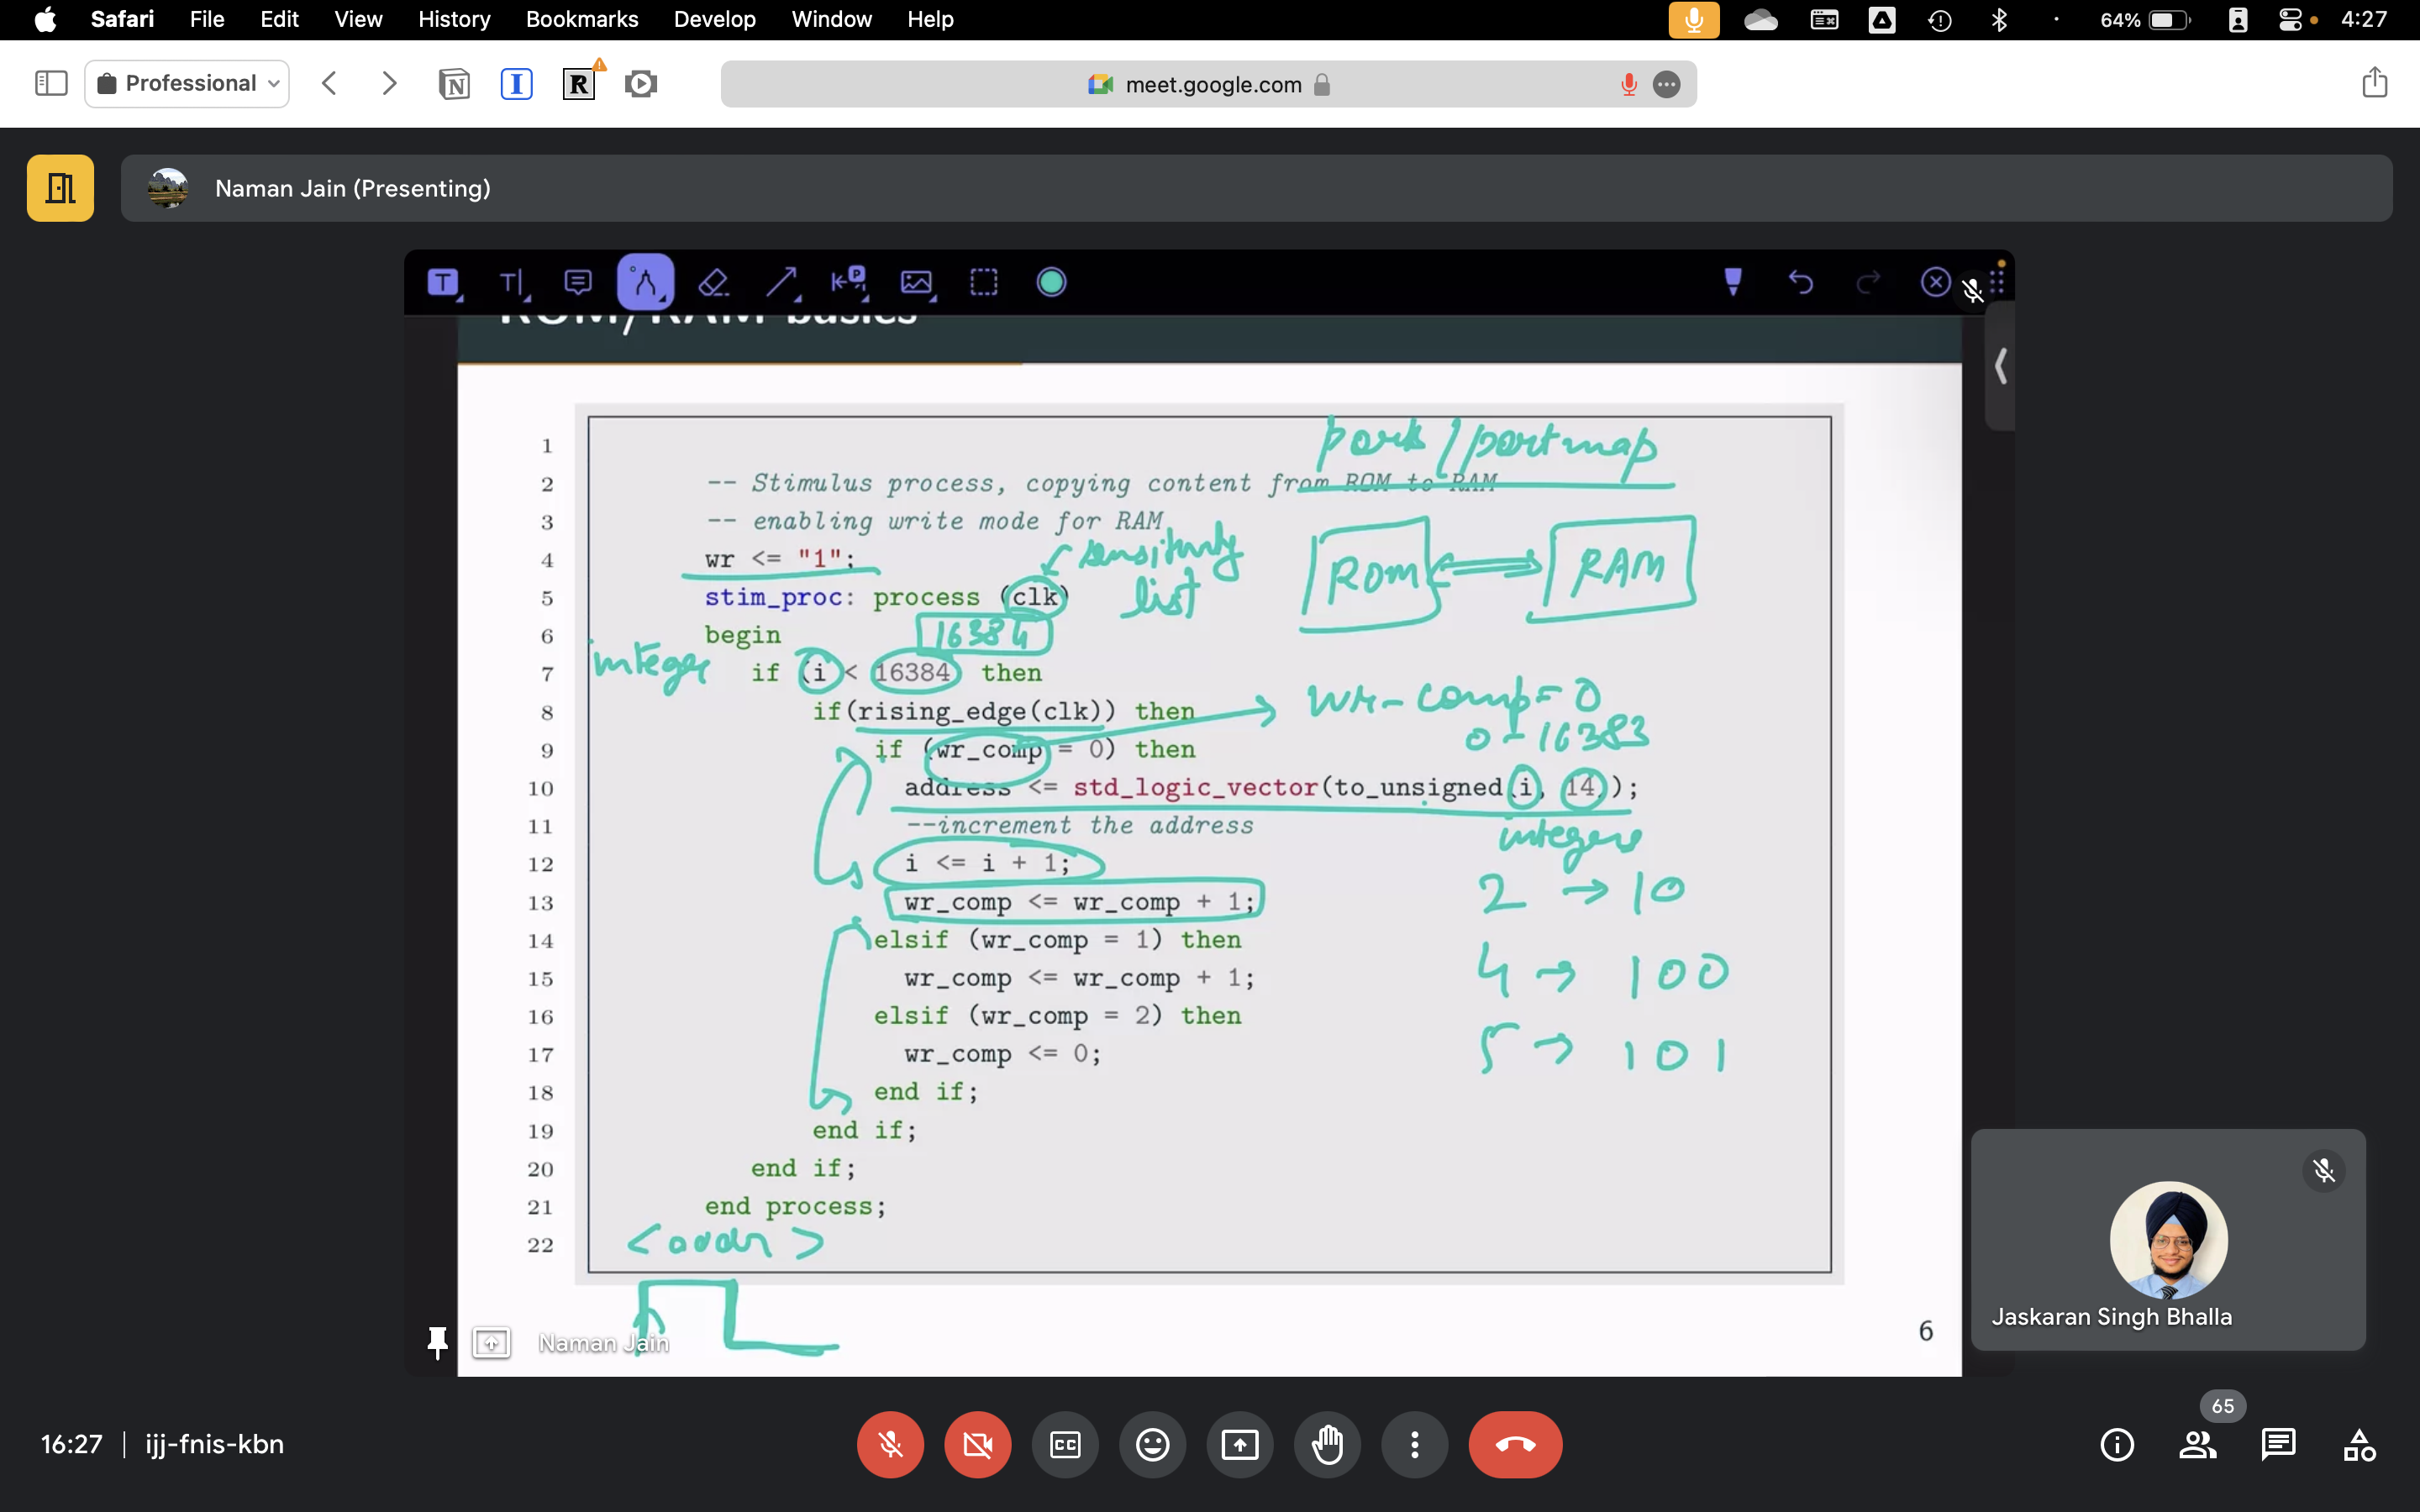 Safari File Edit View History Bookmarks Develop Window Help 64% 4:27
Professional meet.google.com
Naman Jain (Presenting)
ROM/RAM basics
port/portmap
1
2 -- Stimulus process, copying content from ROM to RAM
3 -- enabling write mode for RAM
sensitivity
list
ROM RAM
4 wr <= "1";
5 stim_proc: process (clk)
16384
6 begin
integer
7 if (i < 16384 then
wr-comp=0
8 if(rising_edge(clk)) then
0-16383
9 if (wr_comp = 0) then
10 address <= std_logic_vector(to_unsigned(i, 14));
integers
11 --increment the address
12 i <= i + 1;
2 → 10
13 wr_comp <= wr_comp + 1;
14 elsif (wr_comp = 1) then
4 → 100
15 wr_comp <= wr_comp + 1;
16 elsif (wr_comp = 2) then
5 → 101
17 wr_comp <= 0;
18 end if;
19 end if;
20 end if;
21 end process;
22
<addr>
Naman Jain
6
Jaskaran Singh Bhalla
16:27 | ijj-fnis-kbn
CC
65